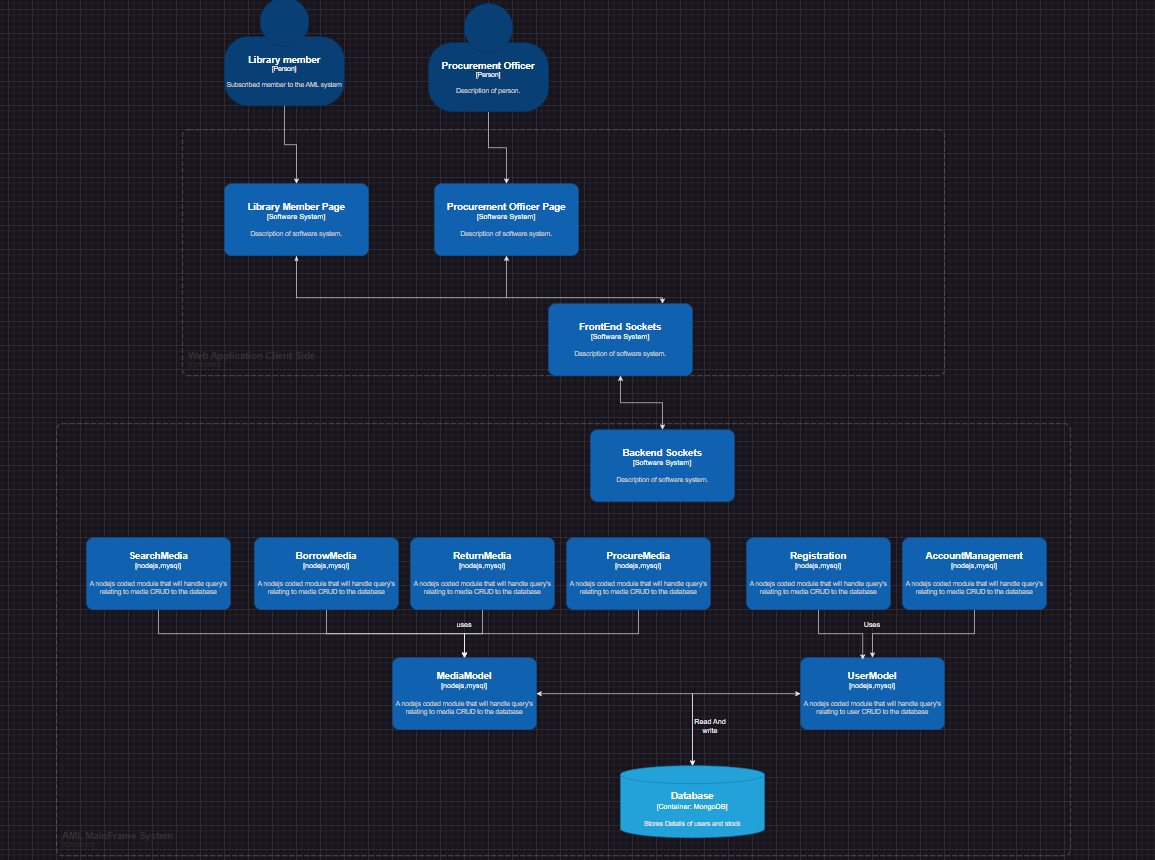 Library member
[Person]
Subscribed member to the AML system
Procurement Officer
[Person]
Description of person.
Library Member Page
[Software System]
Description of software system.
Procurement Officer Page
[Software System]
Description of software system.
FrontEnd Sockets
[Software System]
Description of software system.
Web Application Client Side
[Container]
Backend Sockets
[Software System]
Description of software system.
SearchMedia
[nodejs,mysql]
A nodejs coded module that will handle query's
relating to media CRUD to the database
BorrowMedia
[nodejs,mysql]
A nodejs coded module that will handle query's
relating to media CRUD to the database
ReturnMedia
[nodejs,mysql]
A nodejs coded module that will handle query's
relating to media CRUD to the database
ProcureMedia
[nodejs,mysql]
A nodejs coded module that will handle query's
relating to media CRUD to the database
Registration
[nodejs,mysql]
A nodejs coded module that will handle query's
relating to media CRUD to the database
AccountManagement
[nodejs,mysql]
A nodejs coded module that will handle query's
relating to media CRUD to the database
uses
Uses
MediaModel
[nodejs,mysql]
A nodejs coded module that will handle query's
relating to media CRUD to the database
UserModel
[nodejs,mysql]
A nodejs coded module that will handle query's
relating to user CRUD to the database
Read And
write
Database
[Container: MongoDB]
Stores Details of users and stock
AML MainFrame System
[Container]